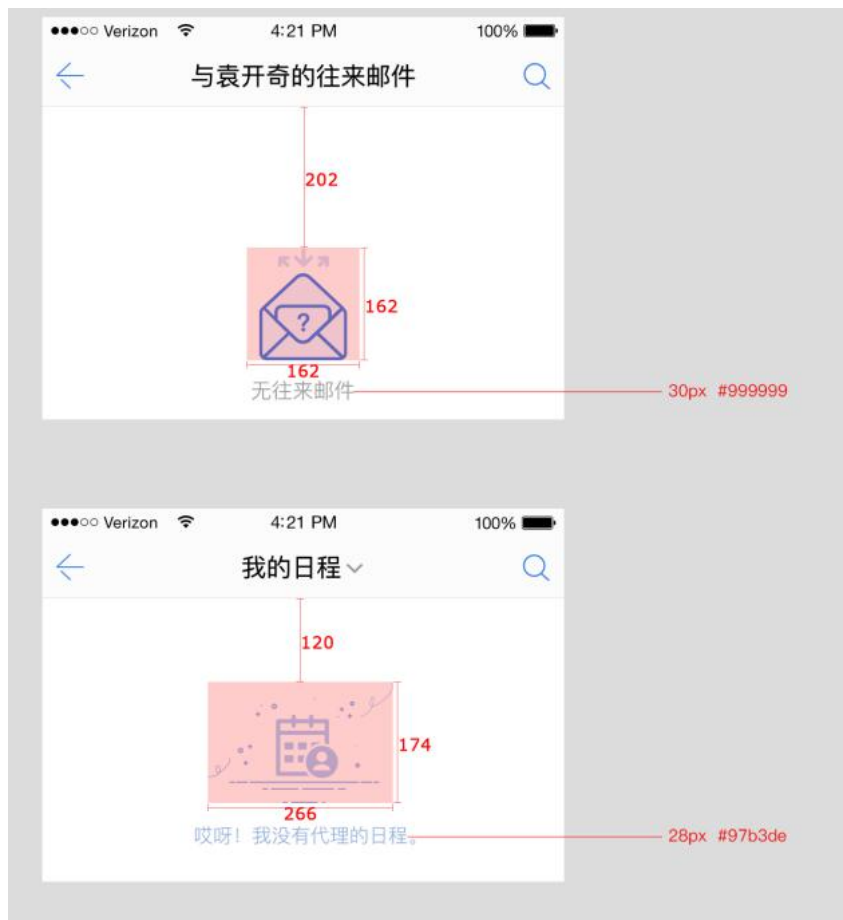 ●●●○○ Verizon 4:21 PM 100%
与袁开奇的往来邮件
202
?
162
162
无往来邮件 30px #999999
●●●○○ Verizon 4:21 PM 100%
我的日程
120
174
266
哎呀！我没有代理的日程。 28px #97b3de